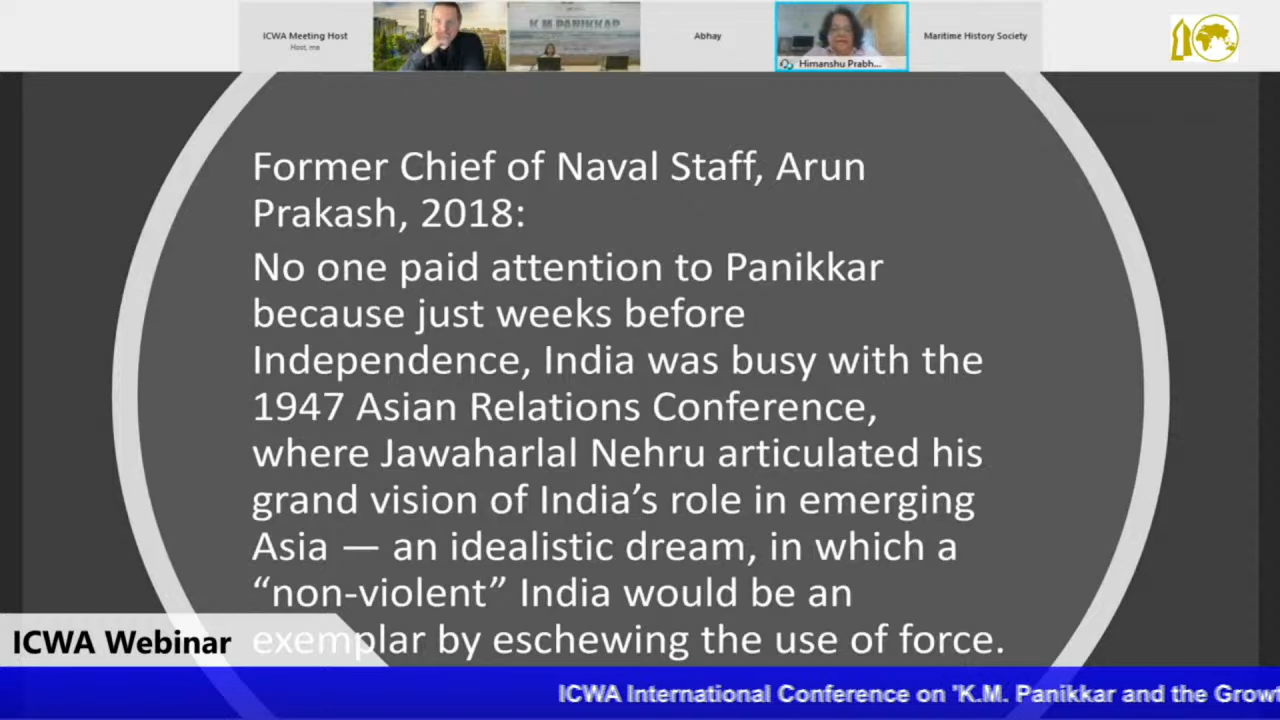 ICWA Meeting Host
Host, me
K.M. PANIKKAR
Abhay
Himanshu Prabh...
Maritime History Society
Former Chief of Naval Staff, Arun
Prakash, 2018:
No one paid attention to Panikkar
because just weeks before
Independence, India was busy with the
1947 Asian Relations Conference,
where Jawaharlal Nehru articulated his
grand vision of India’s role in emerging
Asia — an idealistic dream, in which a
“non-violent” India would be an
exemplar by eschewing the use of force.
ICWA Webinar
ICWA International Conference on 'K.M. Panikkar and the Growt